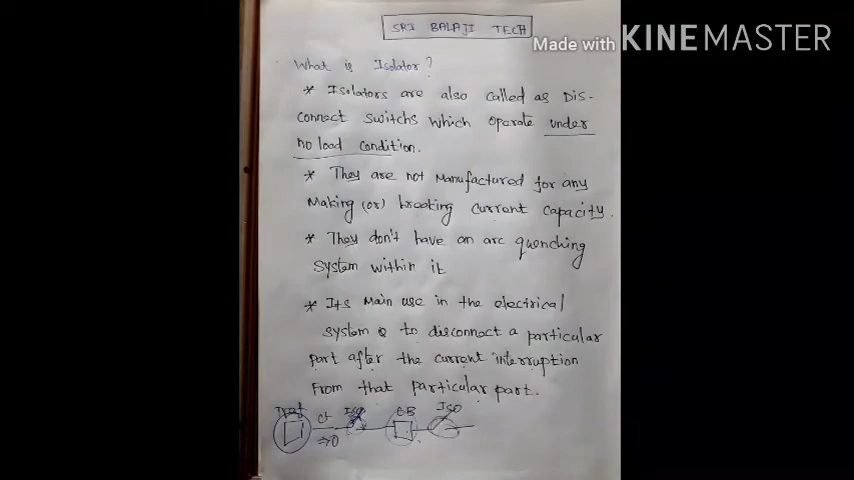 SRI BALAJI TECH
Made with KINEMASTER
What is Isolator?
* Isolators are also called as Dis-
connect switchs which operate under
no load condition.
* They are not Manufactured for any
Making (or) breaking current capacity.
* They don't have an arc quenching
system within it
* Its Main use in the electrical
system is to disconnect a particular
part after the current interruption
from that particular part.
CB ISO